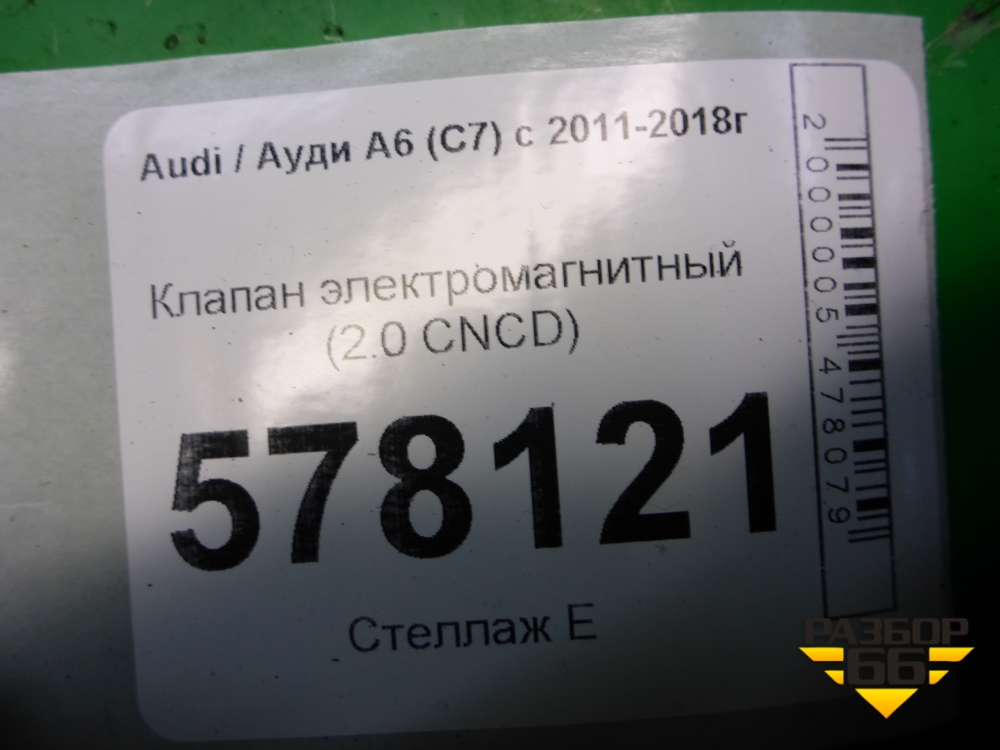 Audi / Ауди А6 (С7) с 2011-2018г
Клапан электромагнитный
(2.0 CNCD)
578121
Стеллаж Е
2000005478079
РАЗБОР
66